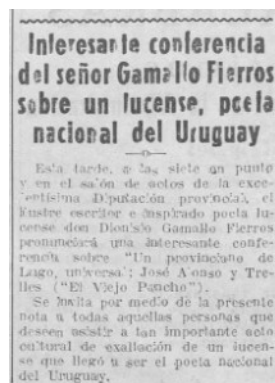 Interesante conferencia
del señor Gamallo Fierros
sobre un lucense, poeta
nacional del Uruguay
Esta tarde, a las siete en punto
y en el salón de actos de la exce-
lentísima Diputación provincial, el
ilustre escritor e inspirado poeta lu-
cense don Dionisio Gamallo Fierros
pronunciará una interesante confe-
rencia sobre "Un provinciano de
Lugo, universal: José Alonso y Tre-
lles ("El Viejo Pancho").
Se invita por medio de la presente
nota a todas aquellas personas que
deseen asistir a tan importante acto
cultural de exaltación de un lucen-
se que llegó a ser el poeta nacional
del Uruguay.